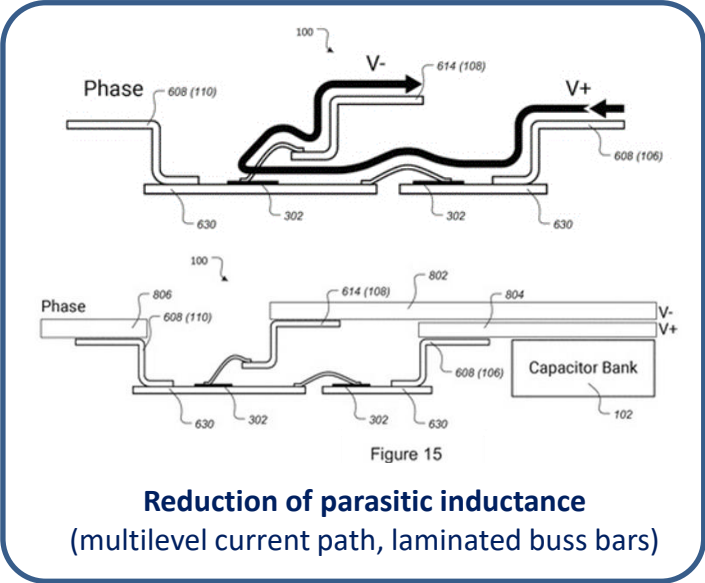 100
V-
614 (108)
Phase
608 (110)
V+
608 (106)
630
302
302
630
100
802
Phase
806
614 (108)
804
608 (110)
V-
V+
608 (106)
Capacitor Bank
102
630
302
302
630
Figure 15
Reduction of parasitic inductance
(multilevel current path, laminated buss bars)